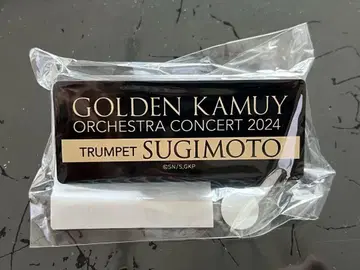 GOLDEN KAMUY
ORCHESTRA CONCERT 2024
TRUMPET SUGIMOTO
©SN/S,GKP